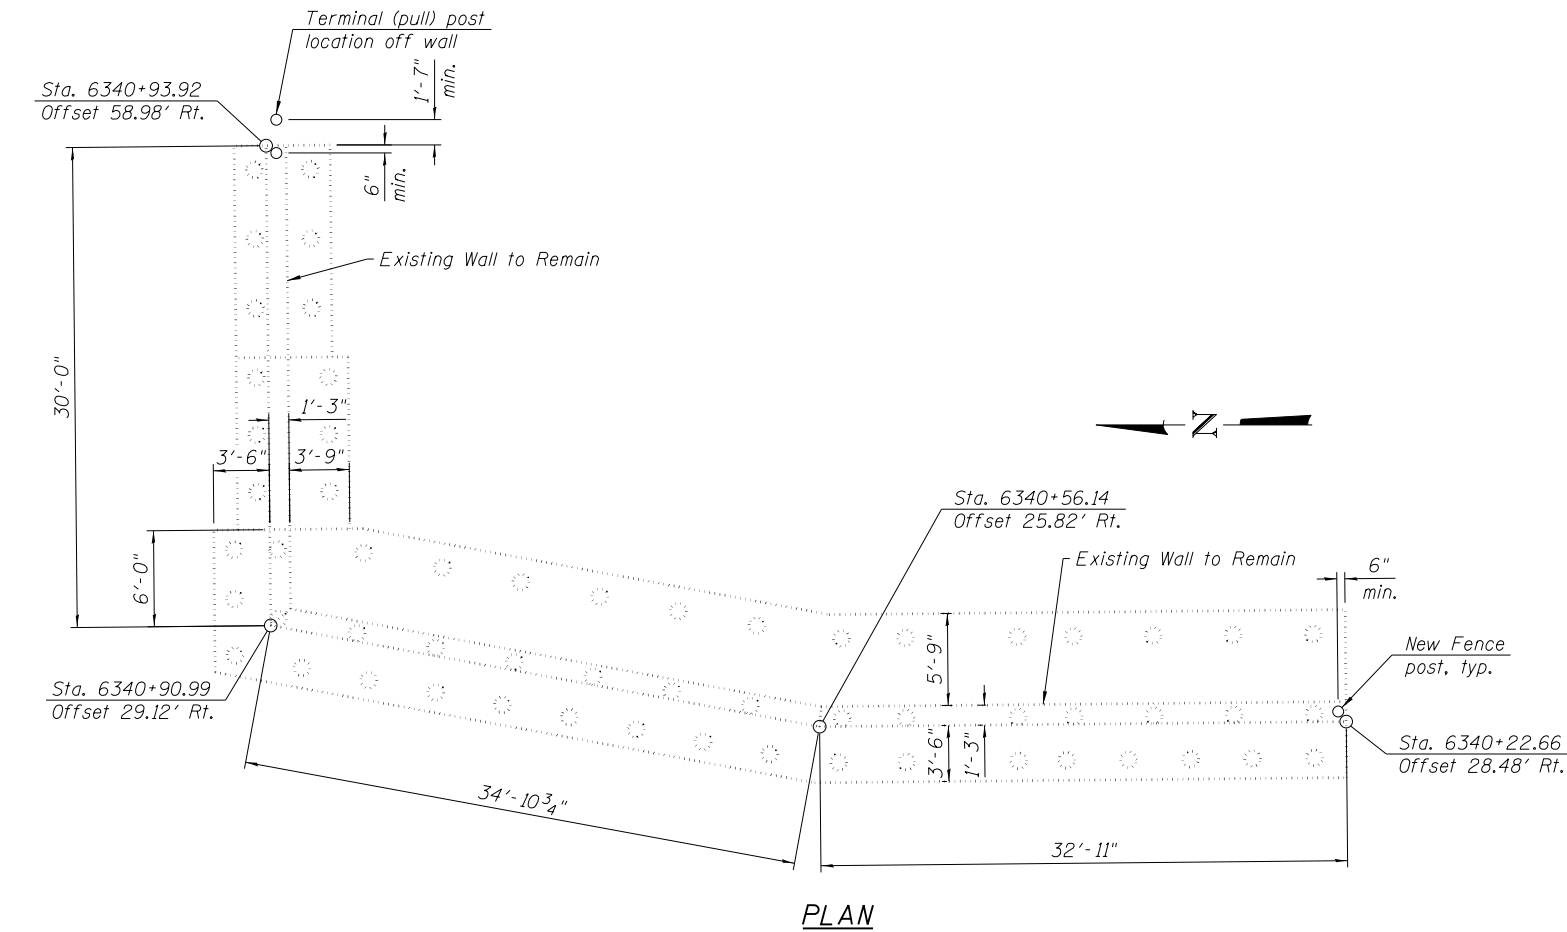 Terminal (pull) post
location off wall
1'-7"
min.
Sta. 6340+93.92
Offset 58.98' Rt.
6"
min.
Existing Wall to Remain
30'-0"
1'-3"
3'-6"
3'-9"
N
Sta. 6340+56.14
Offset 25.82' Rt.
6'-0"
Existing Wall to Remain
6"
min.
5'-9"
New Fence
post, typ.
Sta. 6340+90.99
Offset 29.12' Rt.
3'-6"
1'-3"
Sta. 6340+22.66
Offset 28.48' Rt.
34'-10¾"
32'-11"
PLAN